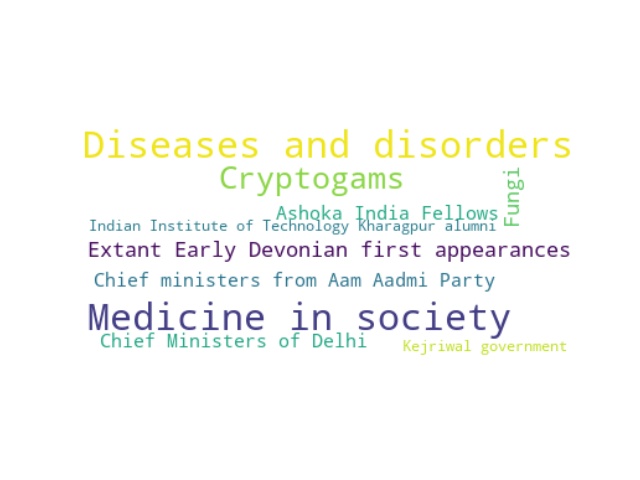 Diseases and disorders
Cryptogams
Fungi
Ashoka India Fellows
Indian Institute of Technology Kharagpur alumni
Extant Early Devonian first appearances
Chief ministers from Aam Aadmi Party
Medicine in society
Chief Ministers of Delhi
Kejriwal government